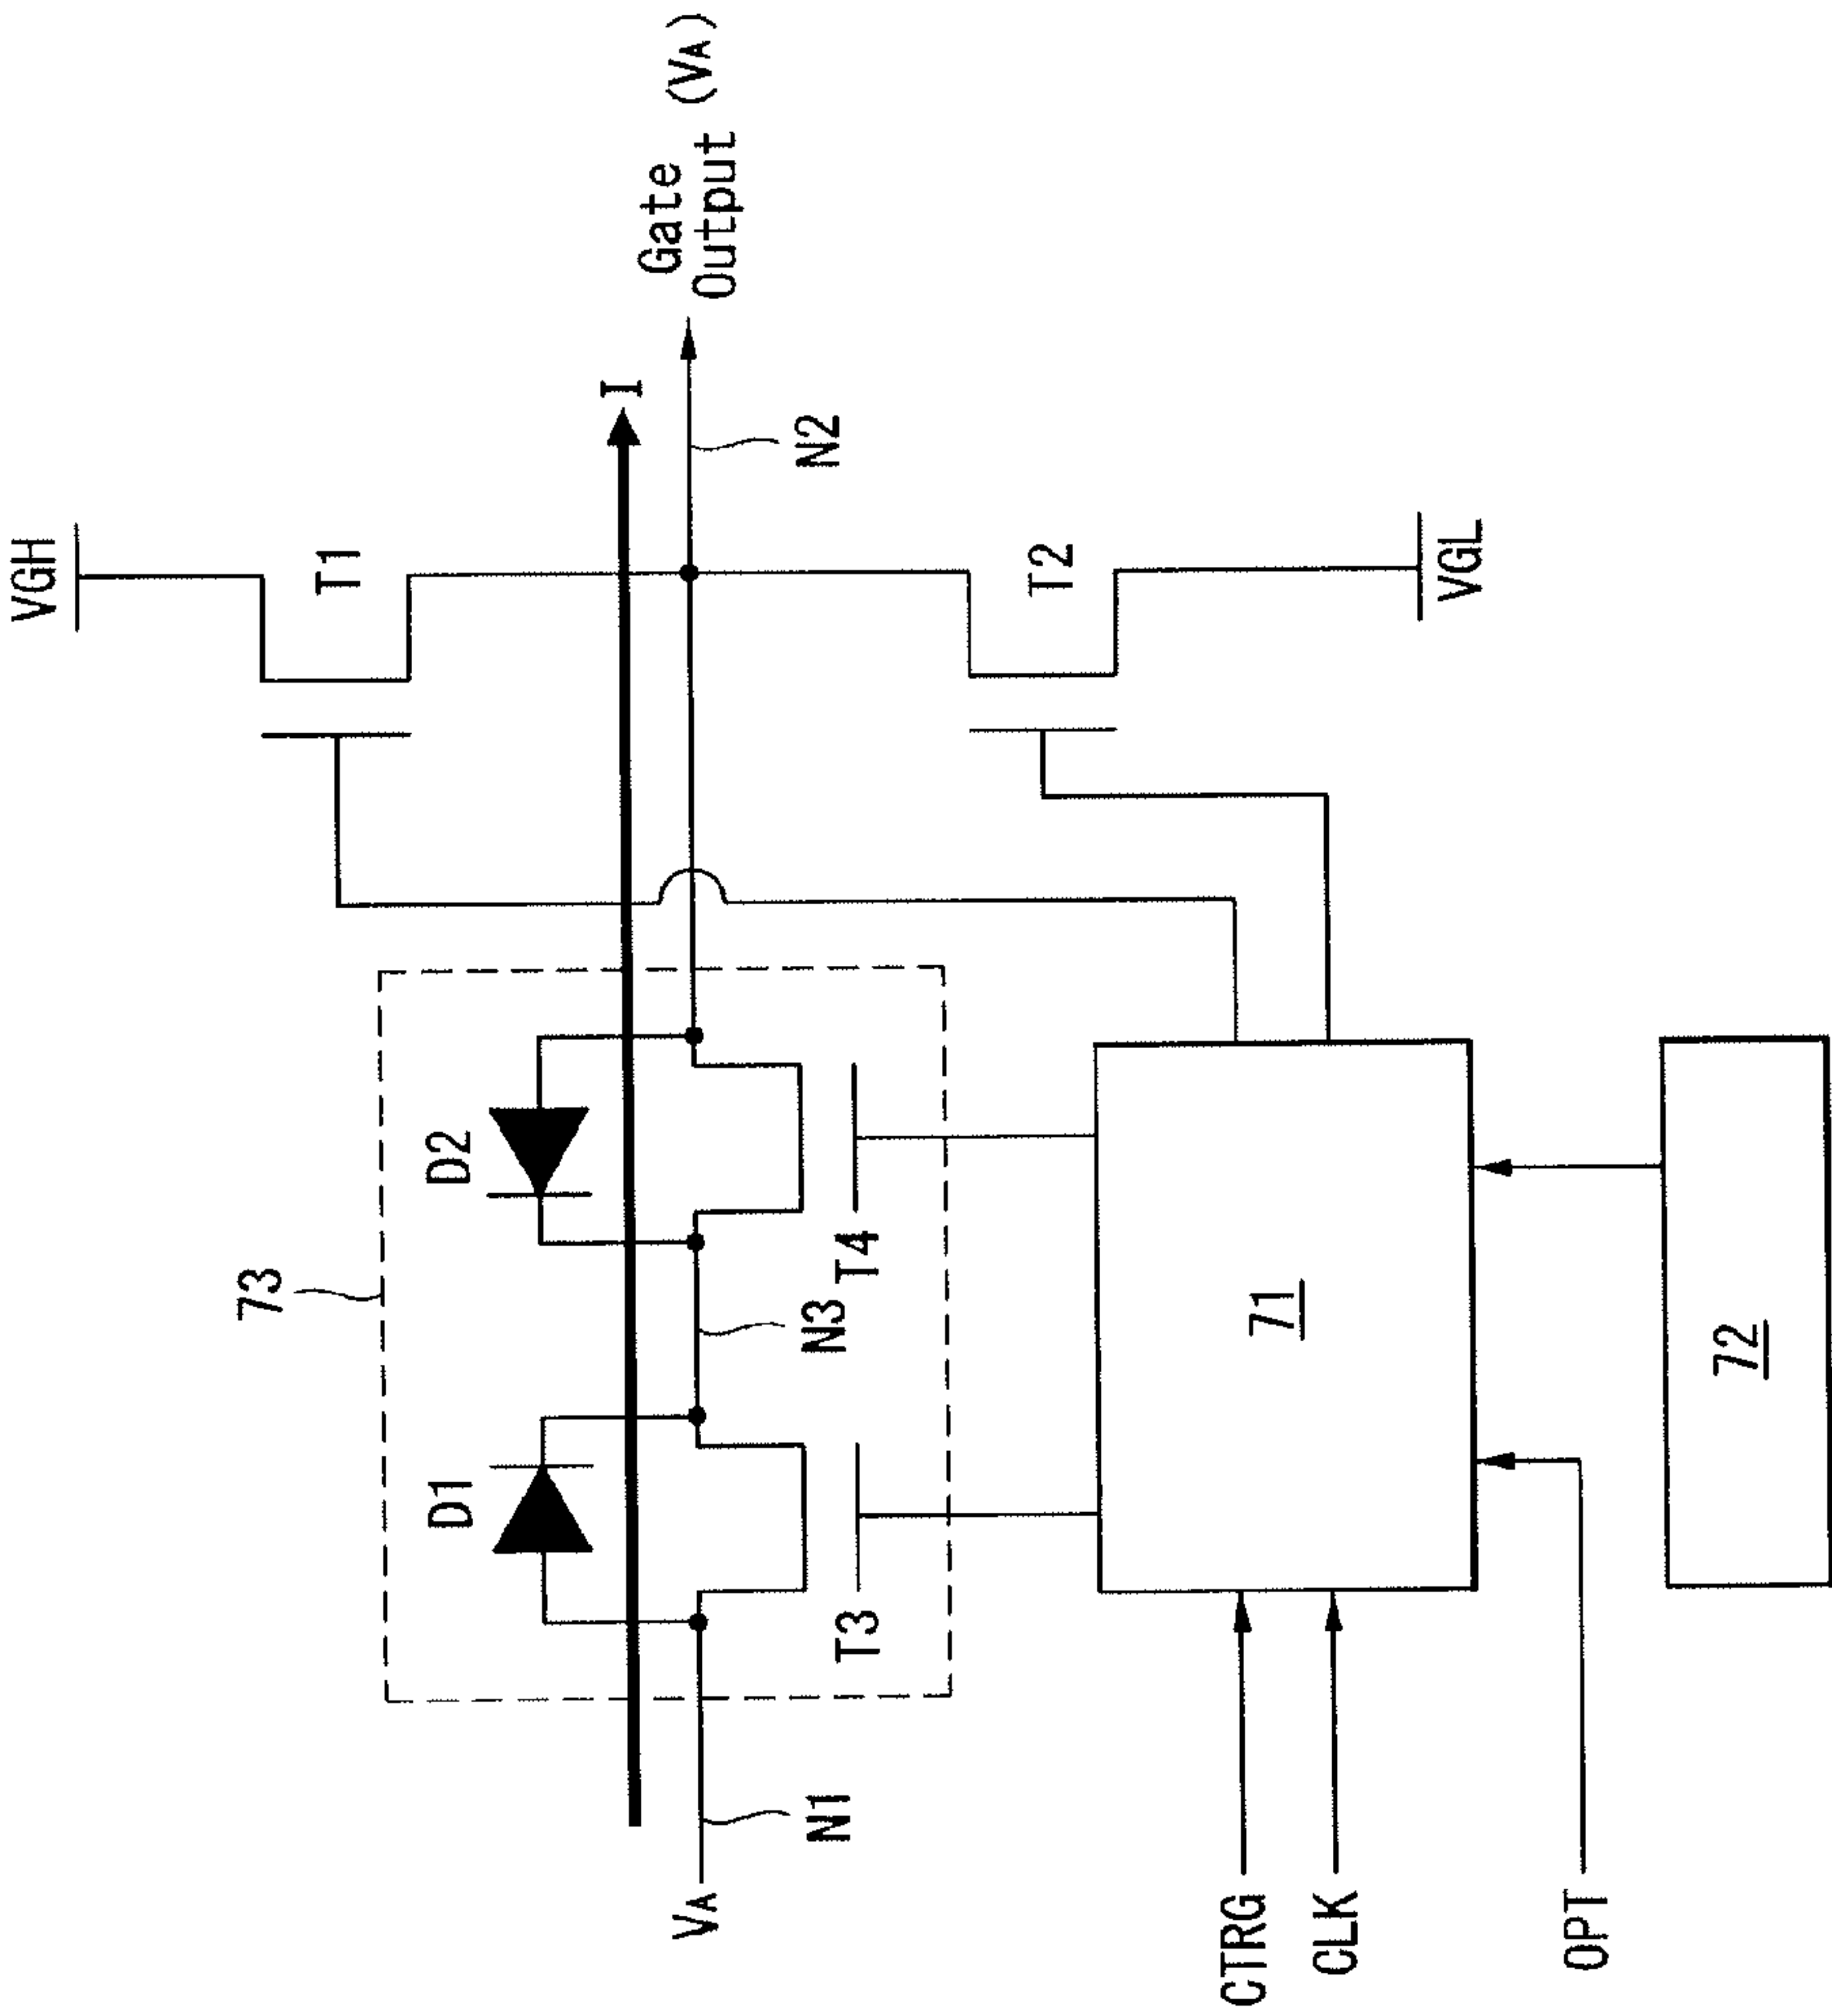 VGH
T1
I
Gate
Output (VA)
N2
T2
VGL
73
D1
D2
N3
T3
T4
VA
N1
71
72
CTRG
CLK
OPT